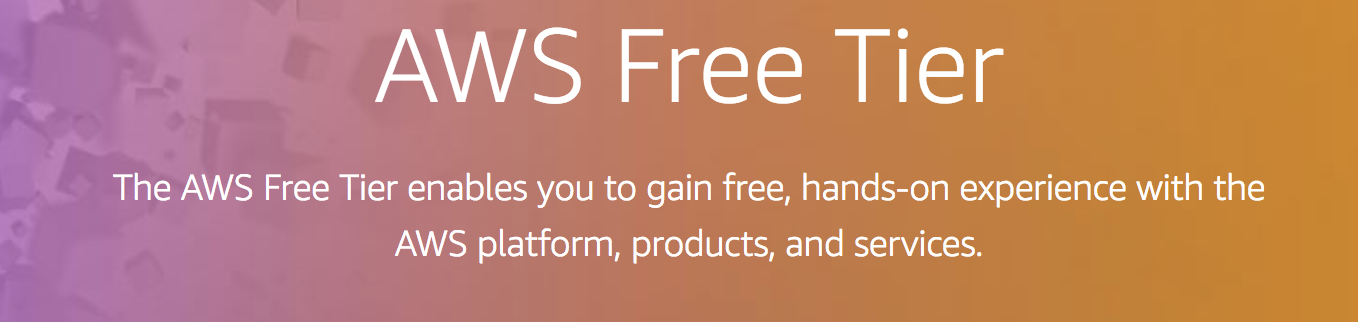 AWS Free Tier
The AWS Free Tier enables you to gain free, hands-on experience with the
AWS platform, products, and services.